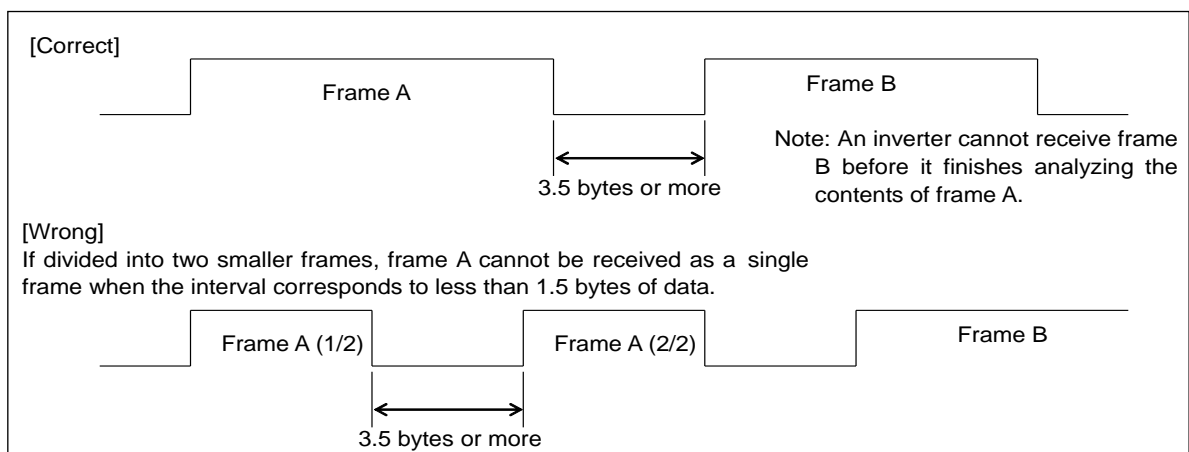 [Correct]
Frame A
Frame B
3.5 bytes or more
Note: An inverter cannot receive frame
B before it finishes analyzing the
contents of frame A.
[Wrong]
If divided into two smaller frames, frame A cannot be received as a single
frame when the interval corresponds to less than 1.5 bytes of data.
Frame A (1/2)
Frame A (2/2)
Frame B
3.5 bytes or more